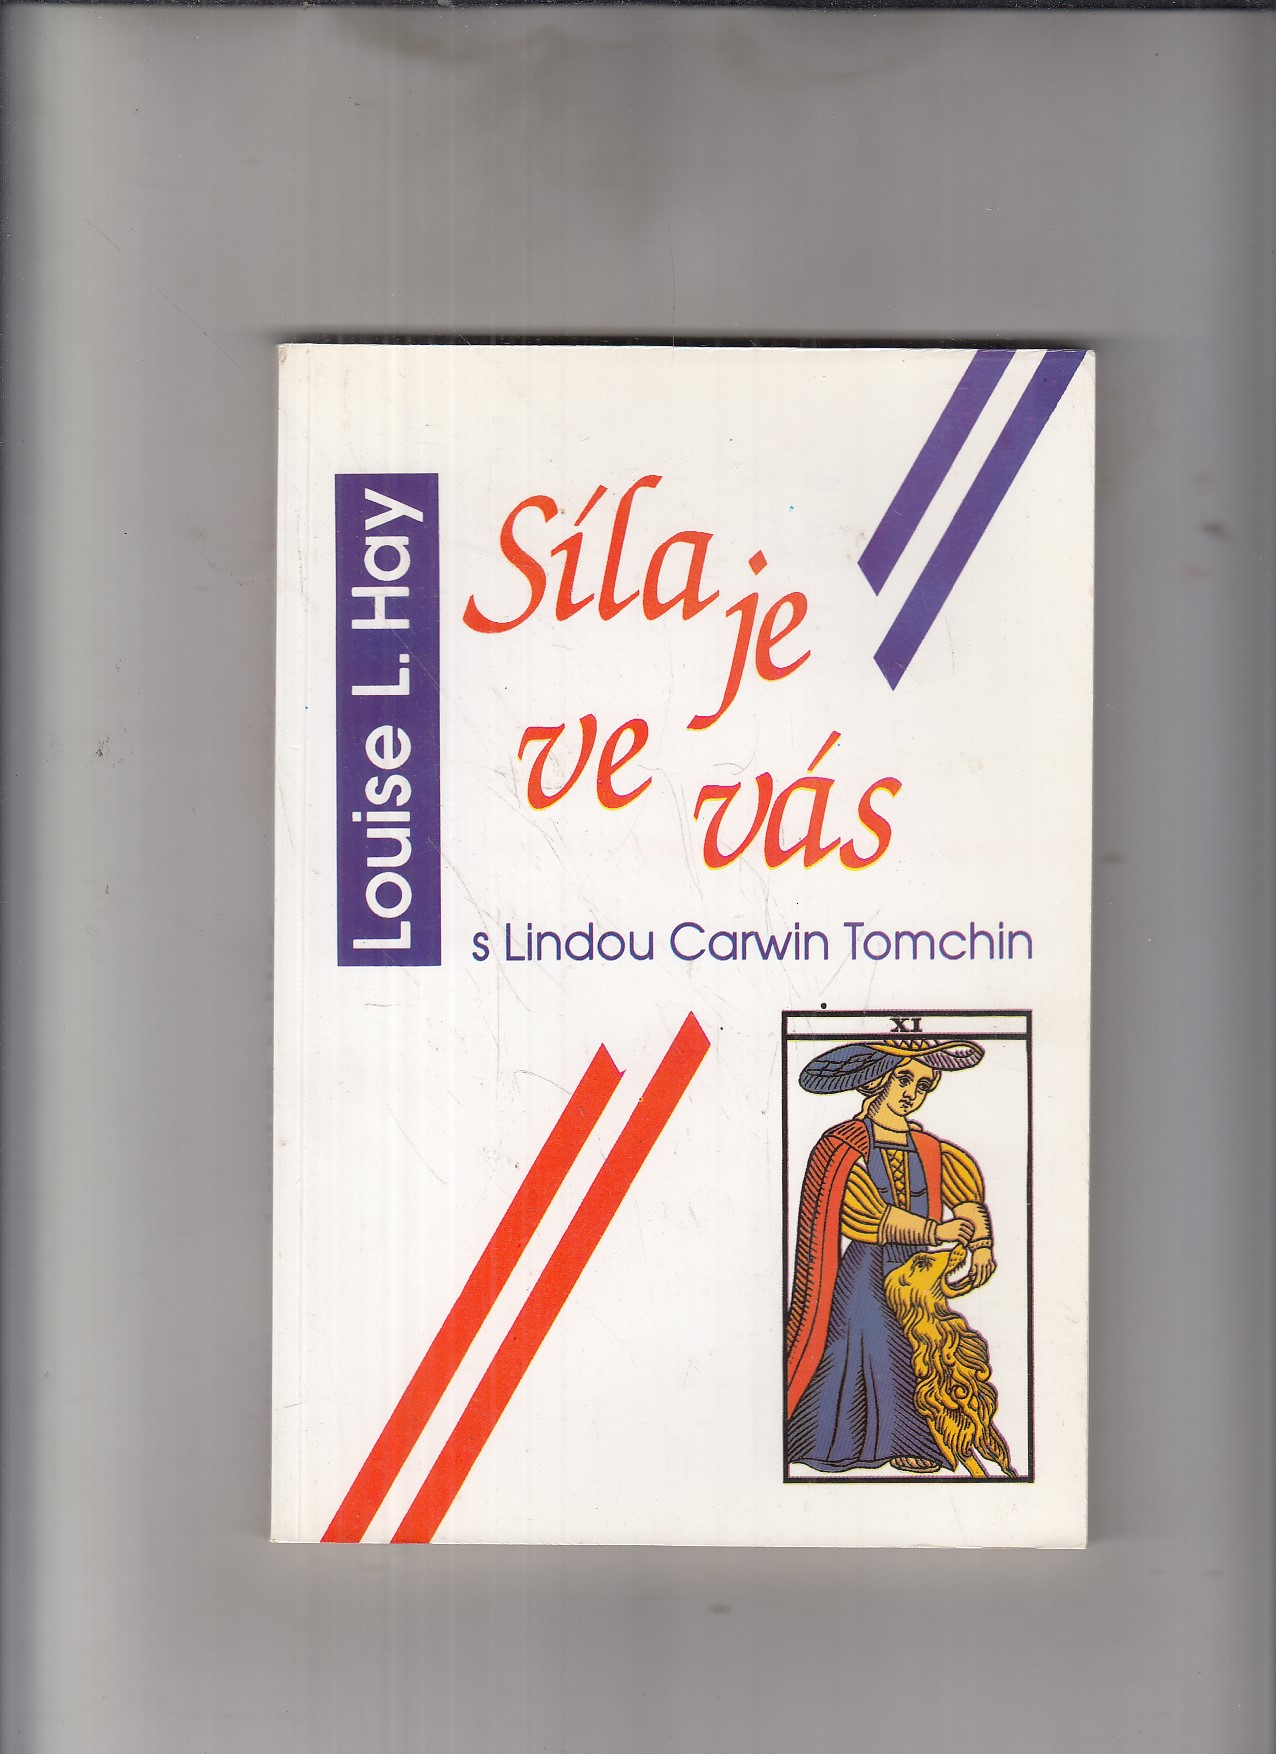 Louise L. Hay
Síla je
ve vás
s Lindou Carwin Tomchin
XI